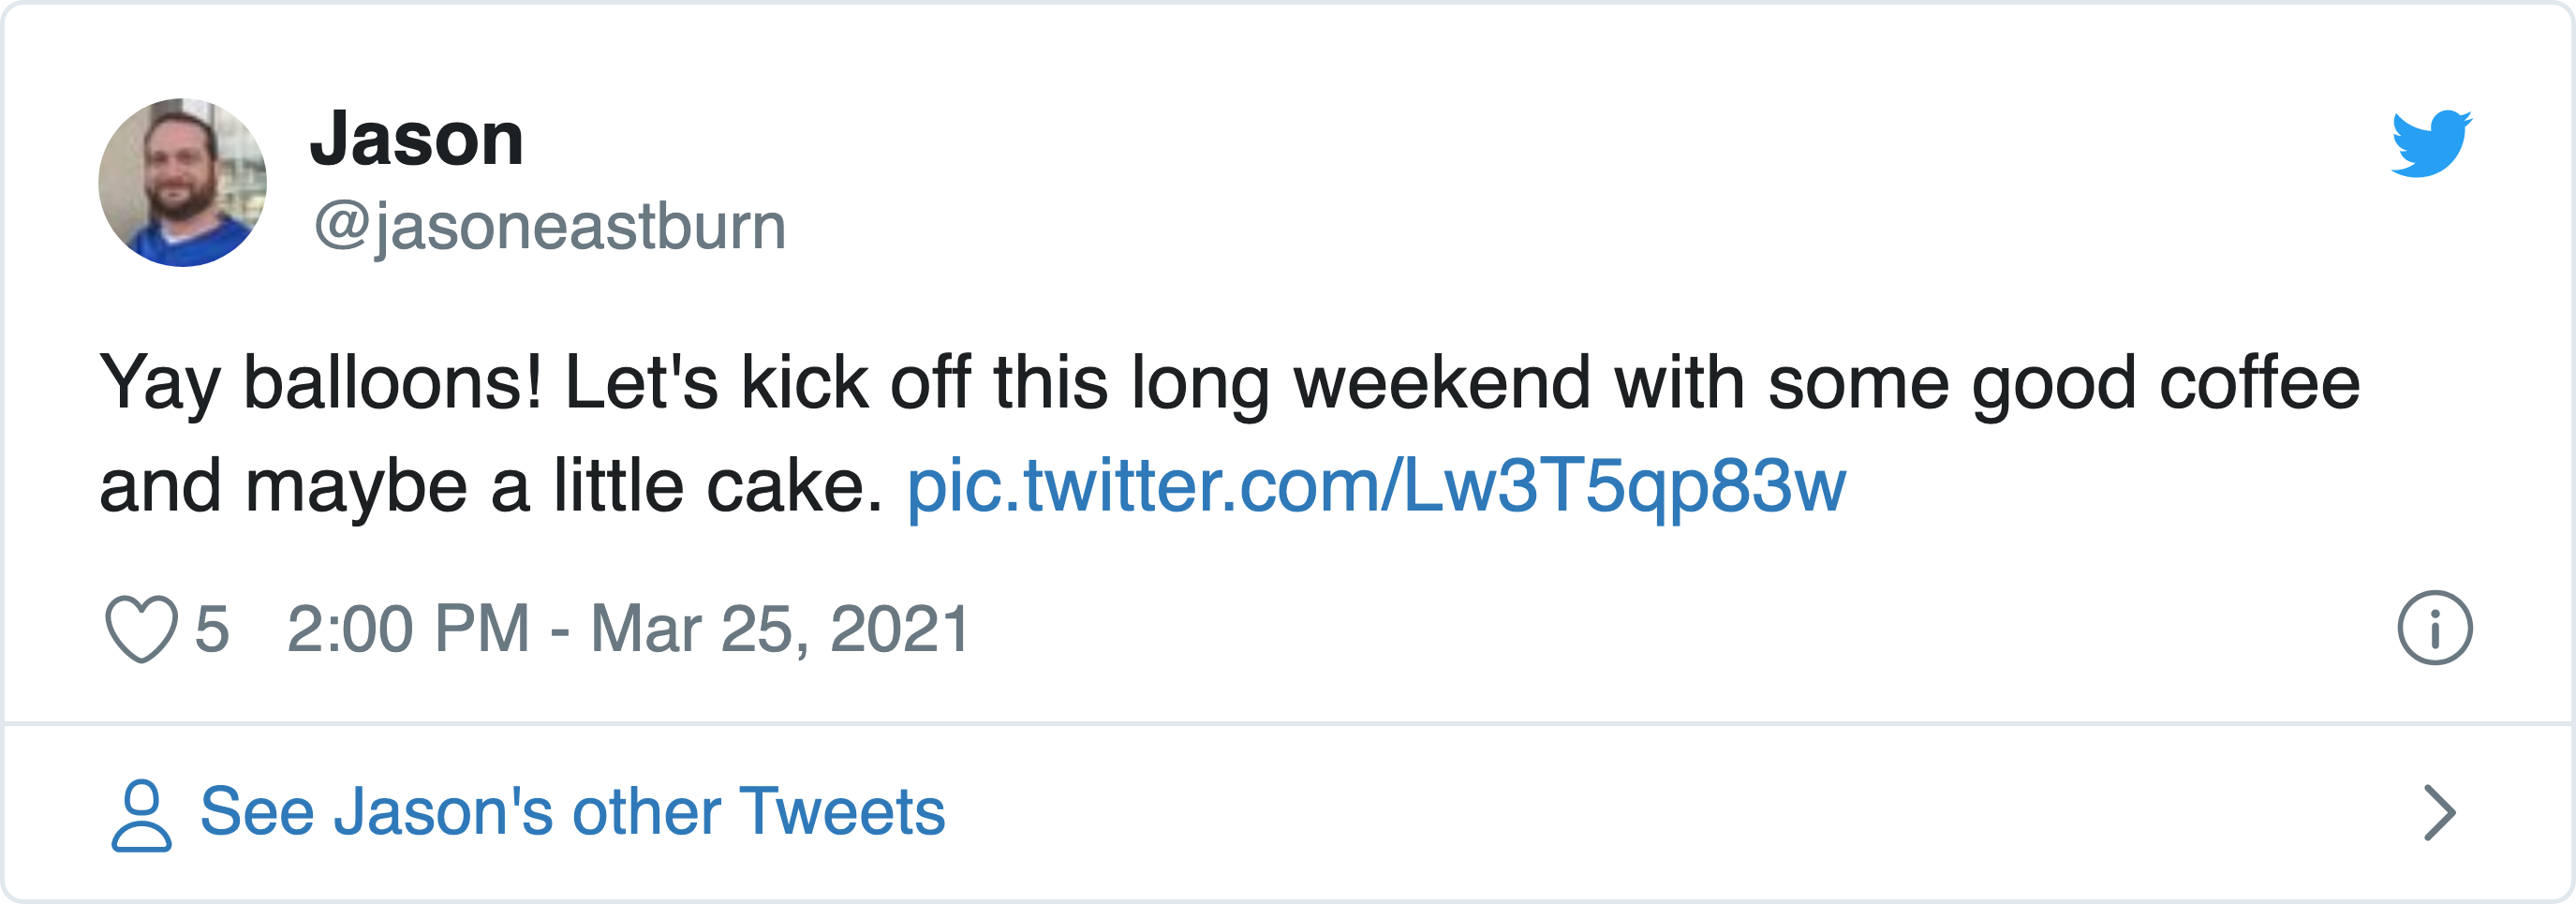 Jason
@jasoneastburn
Yay balloons! Let's kick off this long weekend with some good coffee
and maybe a little cake. pic.twitter.com/Lw3T5qp83w
5 2:00 PM - Mar 25, 2021
See Jason's other Tweets